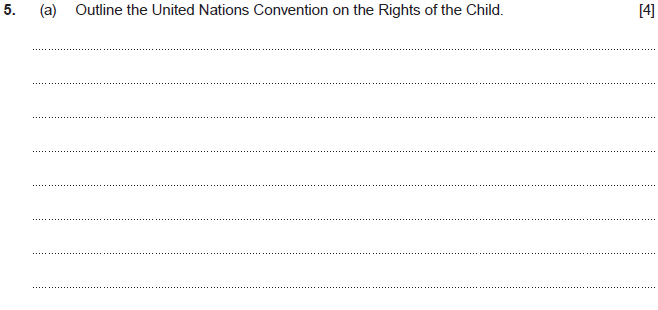 5. (a) Outline the United Nations Convention on the Rights of the Child. [4]